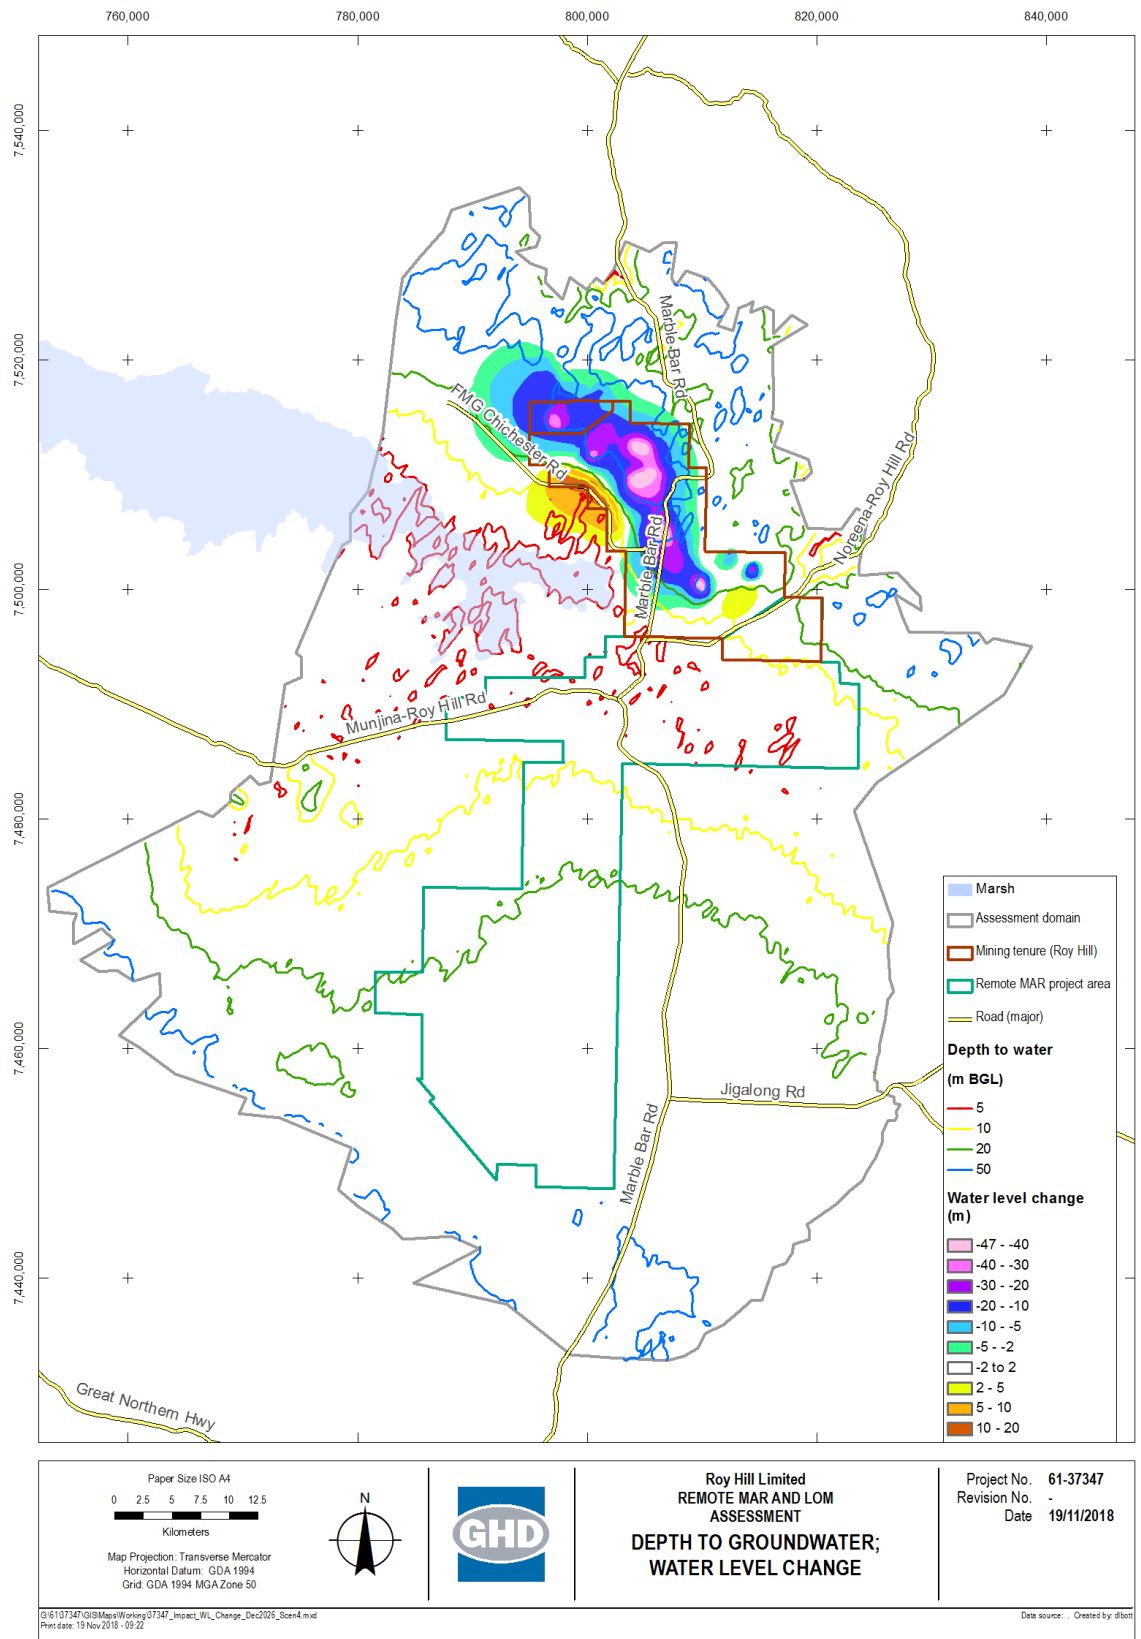 760,000
780,000
800,000
820,000
840,000
7,540,000
7,520,000
7,500,000
7,480,000
7,460,000
7,440,000
Marble Bar Rd
FMG Chichester Rd
Noreena-Roy Hill Rd
Marble Bar Rd
Munjina-Roy Hill Rd
Jigalong Rd
Marble Bar Rd
Great Northern Hwy
Marsh
Assessment domain
Mining tenure (Roy Hill)
Remote MAR project area
Road (major)
Depth to water
(m BGL)
5
10
20
50
Water level change
(m)
-47 - -40
-40 - -30
-30 - -20
-20 - -10
-10 - -5
-5 - -2
-2 to 2
2 - 5
5 - 10
10 - 20
Paper Size ISO A4
0 2.5 5 7.5 10 12.5
Kilometers
Map Projection: Transverse Mercator
Horizontal Datum: GDA 1994
Grid: GDA 1994 MGA Zone 50
N
GHD
Roy Hill Limited
REMOTE MAR AND LOM
ASSESSMENT
DEPTH TO GROUNDWATER;
WATER LEVEL CHANGE
Project No. 61-37347
Revision No. -
Date 19/11/2018
G:\61\37347\GIS\Maps\Working\37347_Impact_WL_Change_Dec2026_Scen4.mxd
Print date: 19 Nov 2018 - 09:22
Data source: . Created by: dlbott